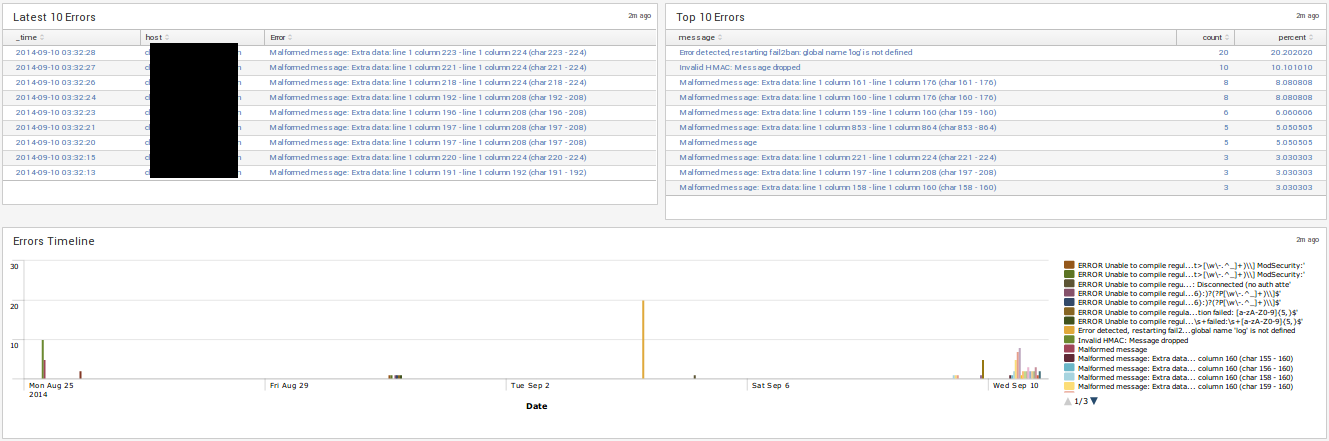 Latest 10 Errors
2m ago
_time host Error
2014-09-10 03:32:28 Malformed message: Extra data: line 1 column 223 - line 1 column 224 (char 223 - 224)
2014-09-10 03:32:27 Malformed message: Extra data: line 1 column 221 - line 1 column 224 (char 221 - 224)
2014-09-10 03:32:26 Malformed message: Extra data: line 1 column 218 - line 1 column 224 (char 218 - 224)
2014-09-10 03:32:24 Malformed message: Extra data: line 1 column 192 - line 1 column 208 (char 192 - 208)
2014-09-10 03:32:23 Malformed message: Extra data: line 1 column 196 - line 1 column 208 (char 196 - 208)
2014-09-10 03:32:21 Malformed message: Extra data: line 1 column 197 - line 1 column 208 (char 197 - 208)
2014-09-10 03:32:20 Malformed message: Extra data: line 1 column 197 - line 1 column 208 (char 197 - 208)
2014-09-10 03:32:15 Malformed message: Extra data: line 1 column 220 - line 1 column 224 (char 220 - 224)
2014-09-10 03:32:13 Malformed message: Extra data: line 1 column 191 - line 1 column 192 (char 191 - 192)
Top 10 Errors
2m ago
message count percent
Error detected, restarting fail2ban: global name 'log' is not defined 20 20.202020
Invalid HMAC: Message dropped 10 10.101010
Malformed message: Extra data: line 1 column 161 - line 1 column 176 (char 161 - 176) 8 8.080808
Malformed message: Extra data: line 1 column 160 - line 1 column 176 (char 160 - 176) 8 8.080808
Malformed message: Extra data: line 1 column 159 - line 1 column 160 (char 159 - 160) 6 6.060606
Malformed message: Extra data: line 1 column 853 - line 1 column 864 (char 853 - 864) 5 5.050505
Malformed message 5 5.050505
Malformed message: Extra data: line 1 column 221 - line 1 column 224 (char 221 - 224) 3 3.030303
Malformed message: Extra data: line 1 column 197 - line 1 column 208 (char 197 - 208) 3 3.030303
Malformed message: Extra data: line 1 column 158 - line 1 column 160 (char 158 - 160) 3 3.030303
Errors Timeline
2m ago
30
20
10
Mon Aug 25 Fri Aug 29 Tue Sep 2 Sat Sep 6 Wed Sep 10
2014
Date
ERROR Unable to compile regul...t>[\w\-.^_]+)\\] ModSecurity:'
ERROR Unable to compile regul...t>[\w\-.^_]+)\\] ModSecurity:'
ERROR Unable to compile regu...: Disconnected (no auth atte'
ERROR Unable to compile regul...6}:)?(?P[\w\-.^_]+)\\]$'
ERROR Unable to compile regul...6}:)?(?P[\w\-.^_]+)\\]$'
ERROR Unable to compile regula...tion failed: [a-zA-Z0-9]{5,}$'
ERROR Unable to compile regul...\s+failed:\s+[a-zA-Z0-9]{5,}$'
Error detected, restarting fail2...global name 'log' is not defined
Invalid HMAC: Message dropped
Malformed message
Malformed message: Extra data... column 160 (char 155 - 160)
Malformed message: Extra data... column 160 (char 156 - 160)
Malformed message: Extra data... column 160 (char 158 - 160)
Malformed message: Extra data... column 160 (char 159 - 160)
1/3